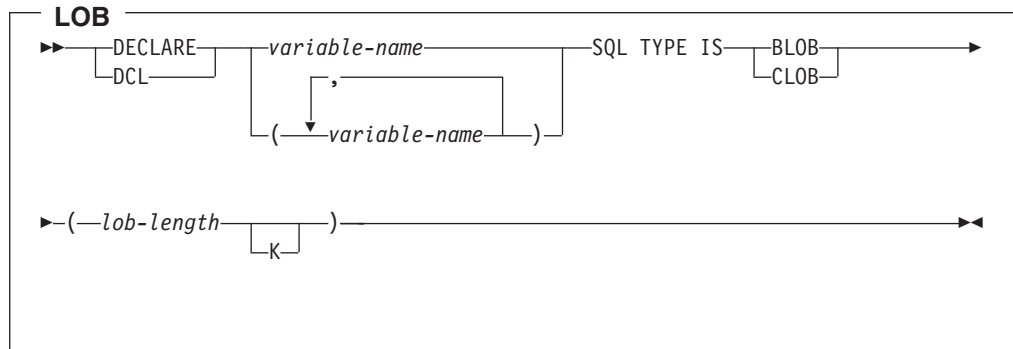 LOB
DECLARE variable-name SQL TYPE IS BLOB
DCL , CLOB
( variable-name )
( lob-length )
K